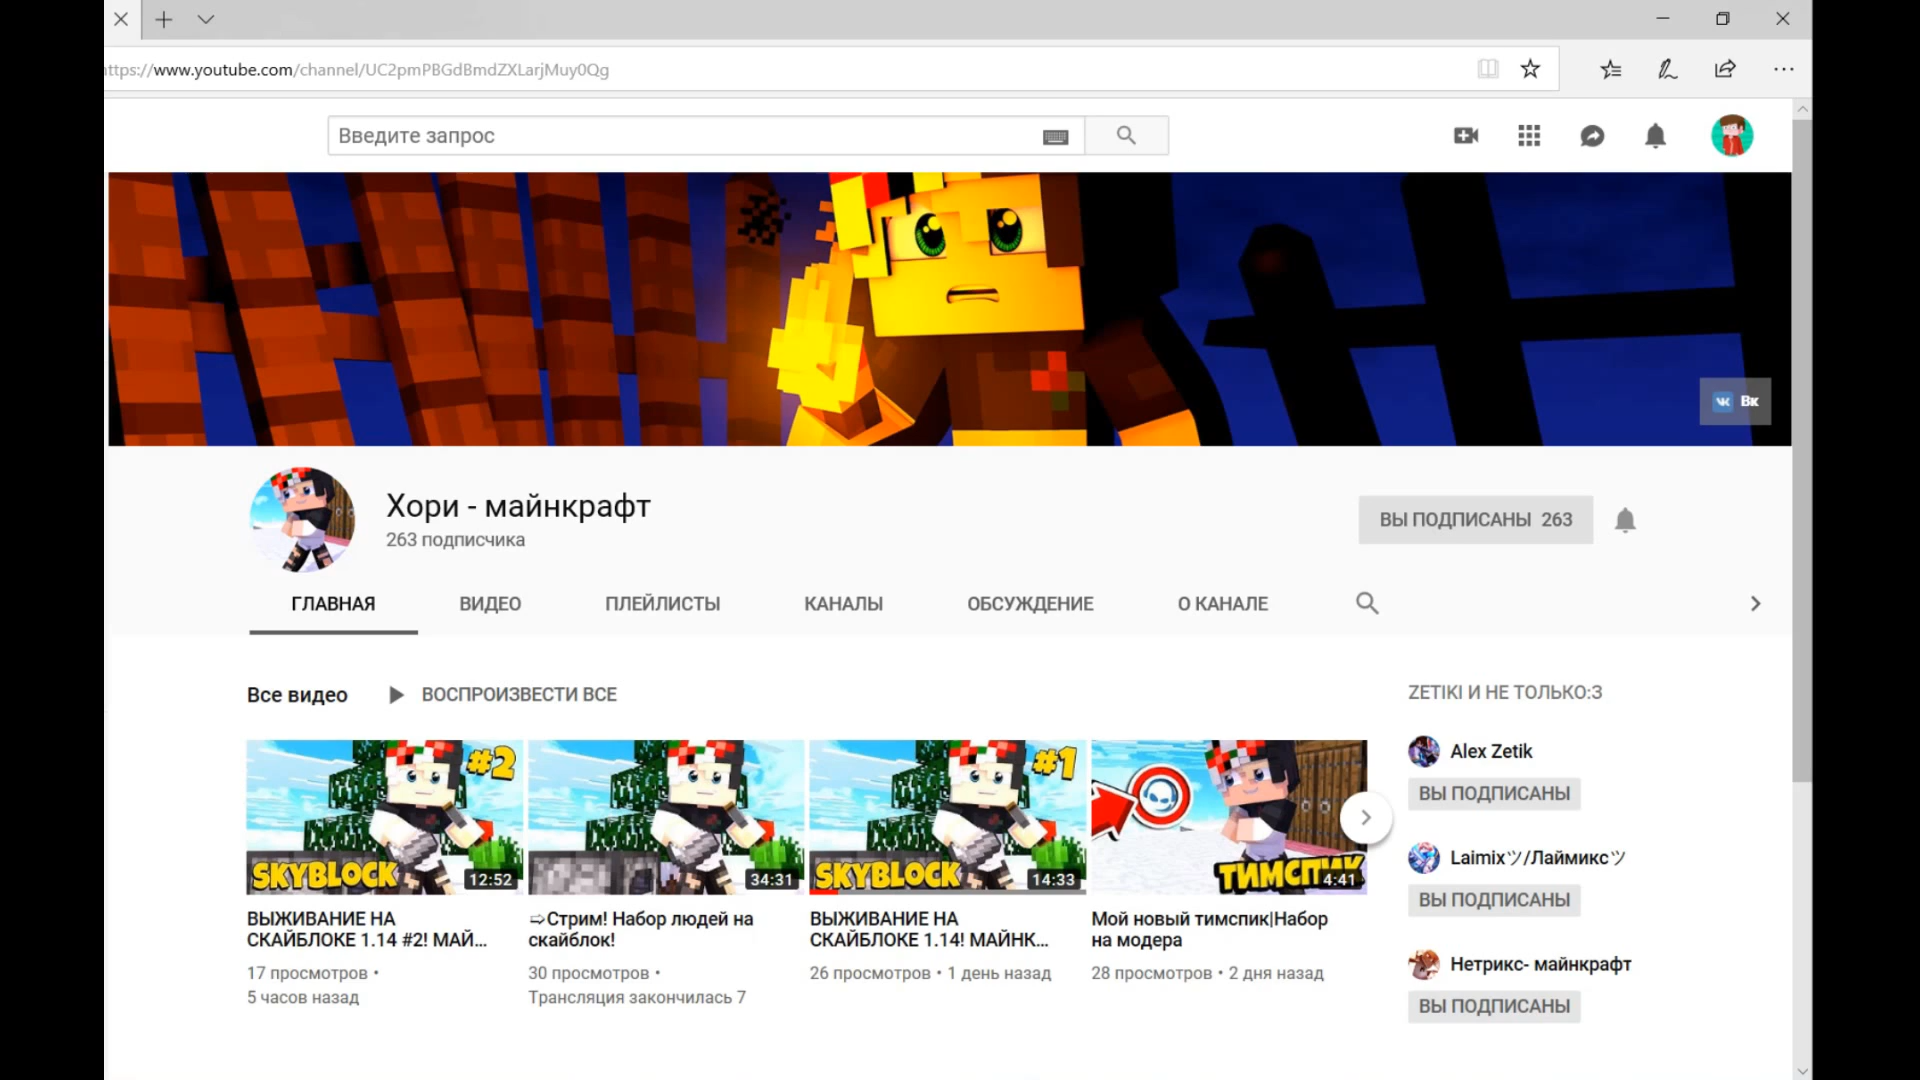 ttps://www.youtube.com/channel/UC2pmPBGdBmdZXLarjMuy0Qg
Введите запрос
Вк
Хори - майнкрафт
263 подписчика
ВЫ ПОДПИСАНЫ 263
ГЛАВНАЯ
ВИДЕО
ПЛЕЙЛИСТЫ
КАНАЛЫ
ОБСУЖДЕНИЕ
О КАНАЛЕ
Все видео
ВОСПРОИЗВЕСТИ ВСЕ
#2
SKYBLOCK
12:52
ВЫЖИВАНИЕ НА
СКАЙБЛОКЕ 1.14 #2! МАЙ...
17 просмотров •
5 часов назад
34:31
⇨Стрим! Набор людей на
скайблок!
30 просмотров •
Трансляция закончилась 7
#1
SKYBLOCK
14:33
ВЫЖИВАНИЕ НА
СКАЙБЛОКЕ 1.14! МАЙНК...
26 просмотров • 1 день назад
ТИМСПИК
4:41
Мой новый тимспик|Набор
на модера
28 просмотров • 2 дня назад
ZETIKI И НЕ ТОЛЬКО:3
Alex Zetik
ВЫ ПОДПИСАНЫ
Laimixツ/Лаймиксツ
ВЫ ПОДПИСАНЫ
Нетрикс- майнкрафт
ВЫ ПОДПИСАНЫ